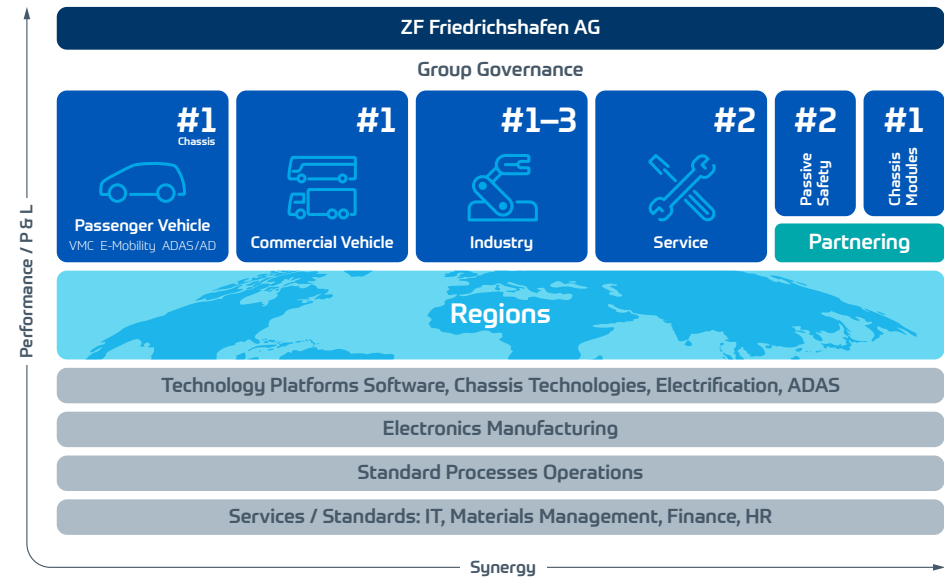 ZF Friedrichshafen AG
Group Governance
#1
Chassis
Passenger Vehicle
VMC E-Mobility ADAS/AD
#1
Commercial Vehicle
#1–3
Industry
#2
Service
#2
Passive
Safety
#1
Chassis
Modules
Partnering
Regions
Technology Platforms Software, Chassis Technologies, Electrification, ADAS
Electronics Manufacturing
Standard Processes Operations
Services / Standards: IT, Materials Management, Finance, HR
Performance / P & L
Synergy